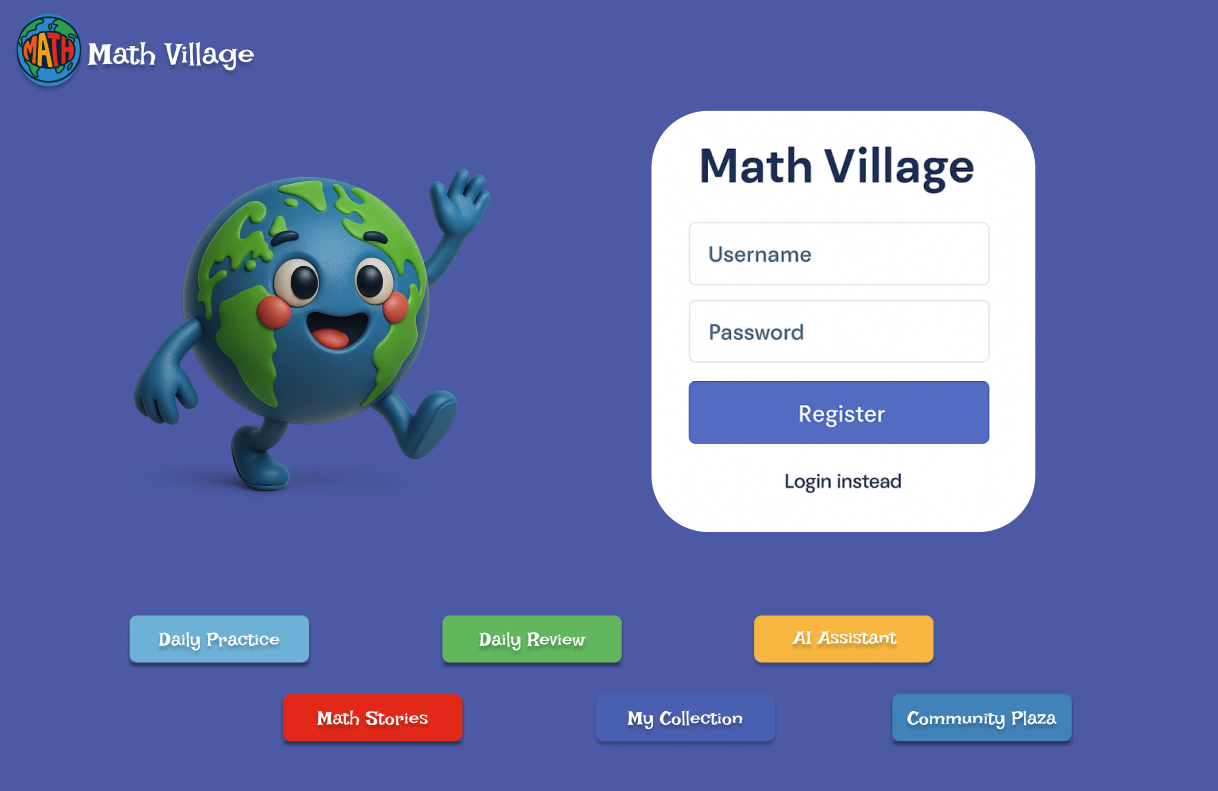 MATH
Math Village
Math Village
Username
Password
Register
Login instead
Daily Practice
Daily Review
AI Assistant
Math Stories
My Collection
Community Plaza